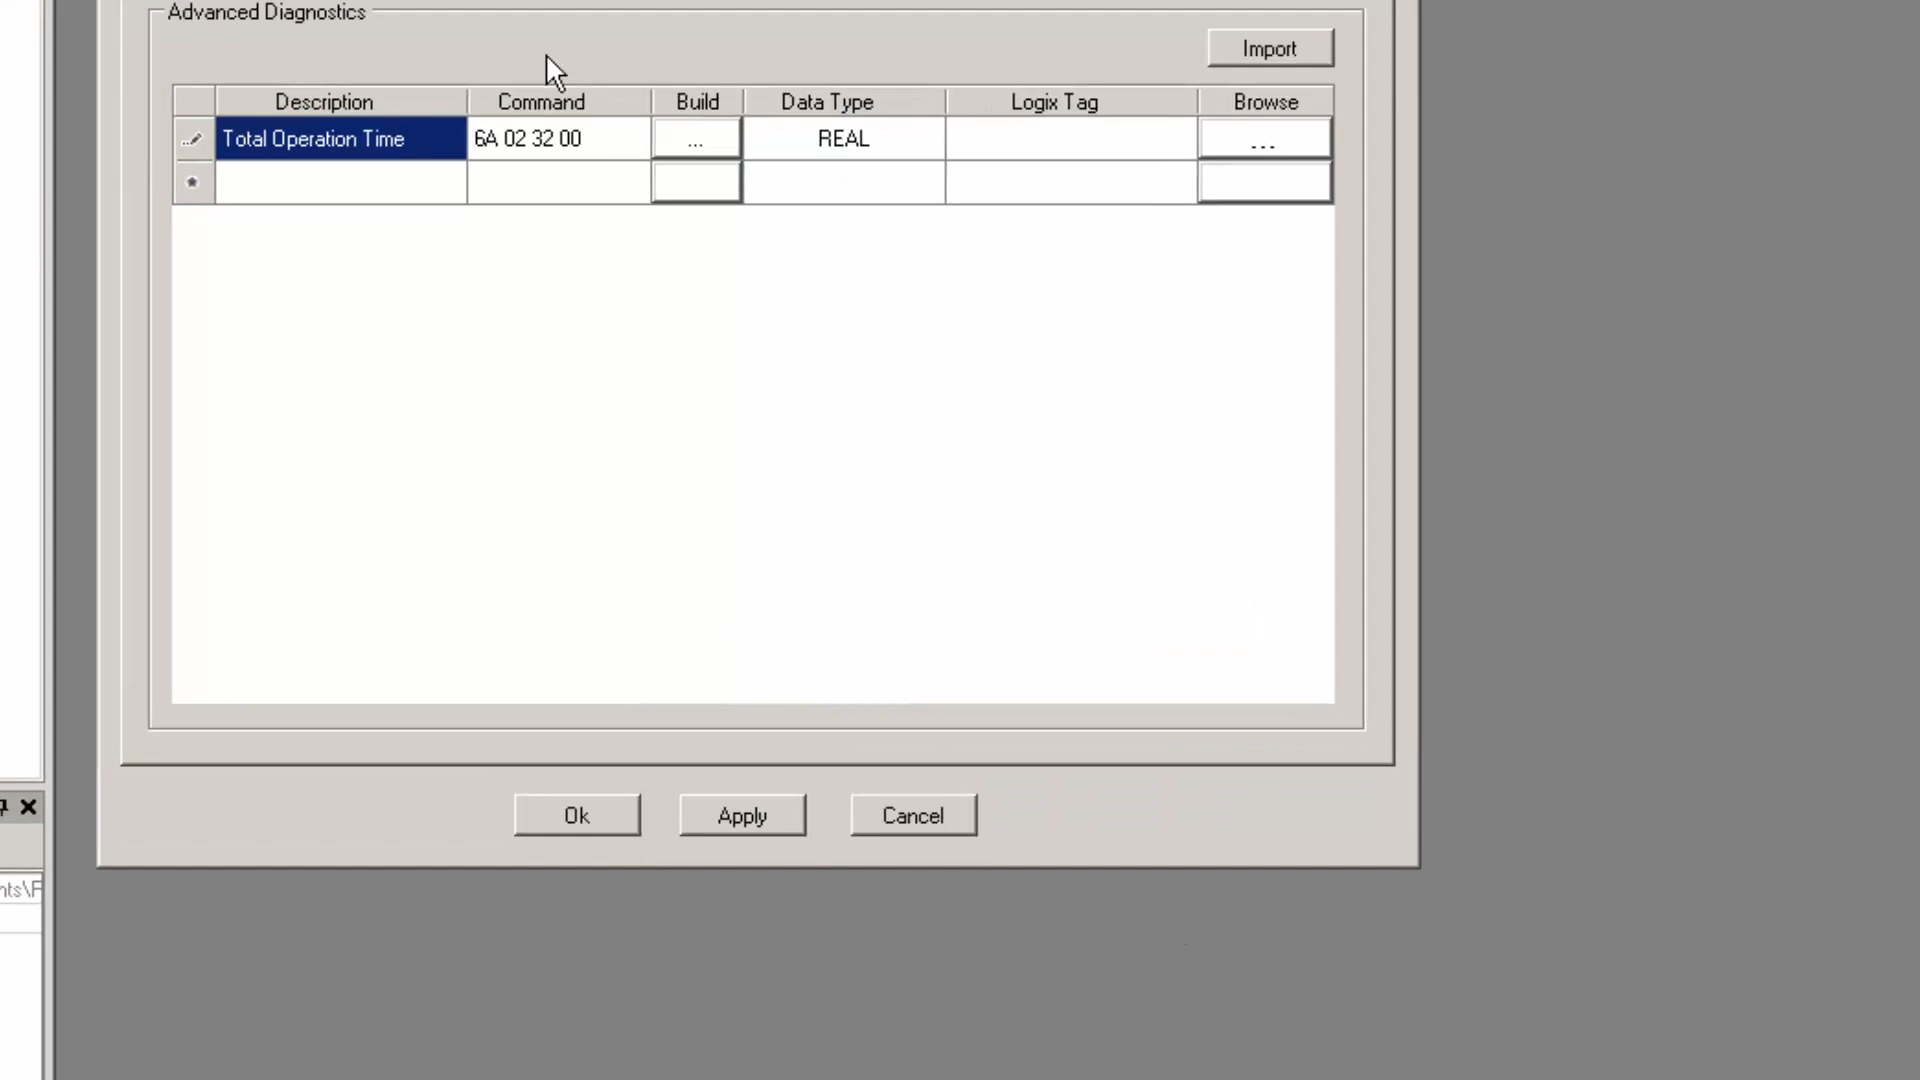 Advanced Diagnostics
Import
Description Command Build Data Type Logix Tag Browse
Total Operation Time 6A 02 32 00 ... REAL ...
*
Ok Apply Cancel
nts\F